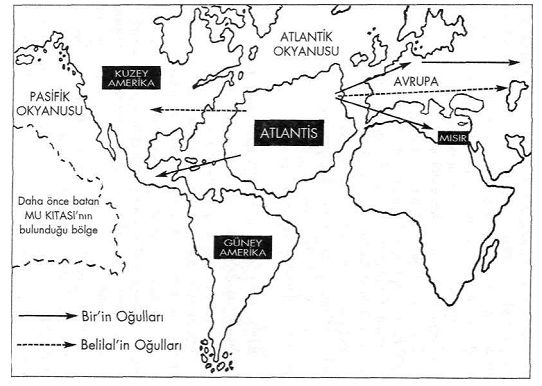 ATLANTİK
OKYANUSU
KUZEY
AMERİKA
AVRUPA
PASİFİK
OKYANUSU
ATLANTİS
MISIR
Daha önce batan
MU KITASI'nın
bulunduğu bölge
GÜNEY
AMERİKA
Bir'in Oğulları
Belilal'in Oğulları